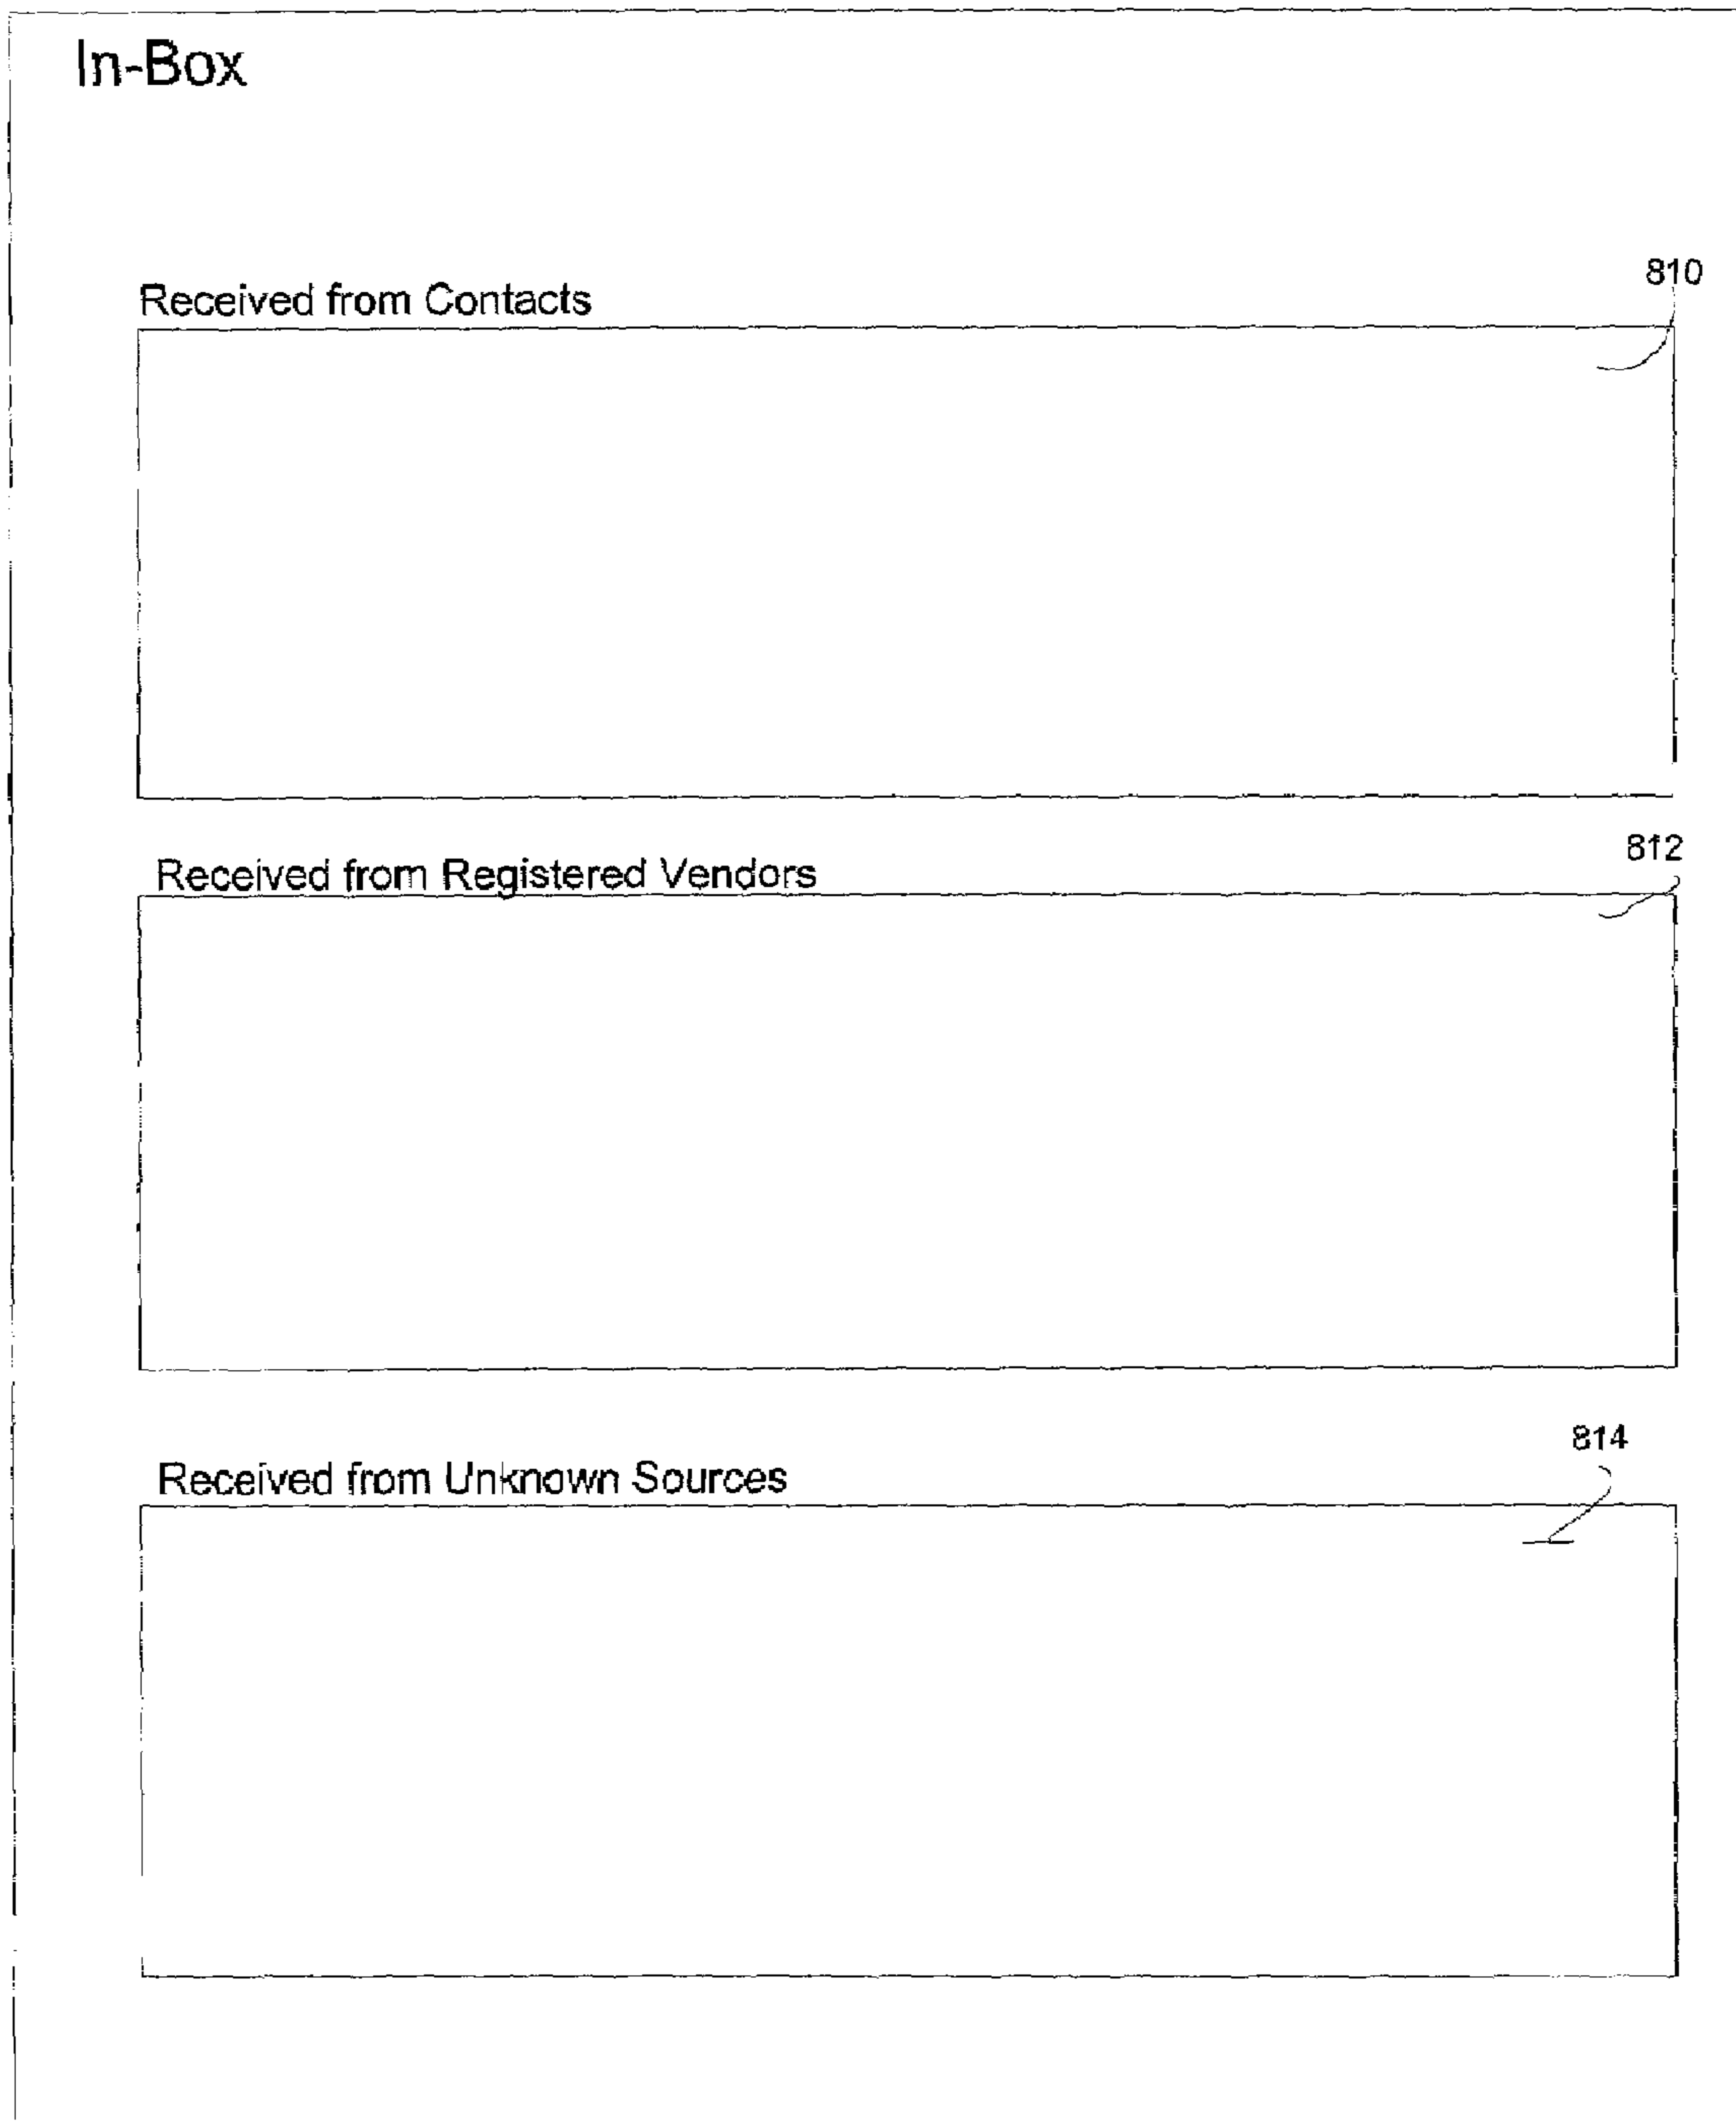 In-Box
810
Received from Contacts
812
Received from Registered Vendors
814
Received from Unknown Sources